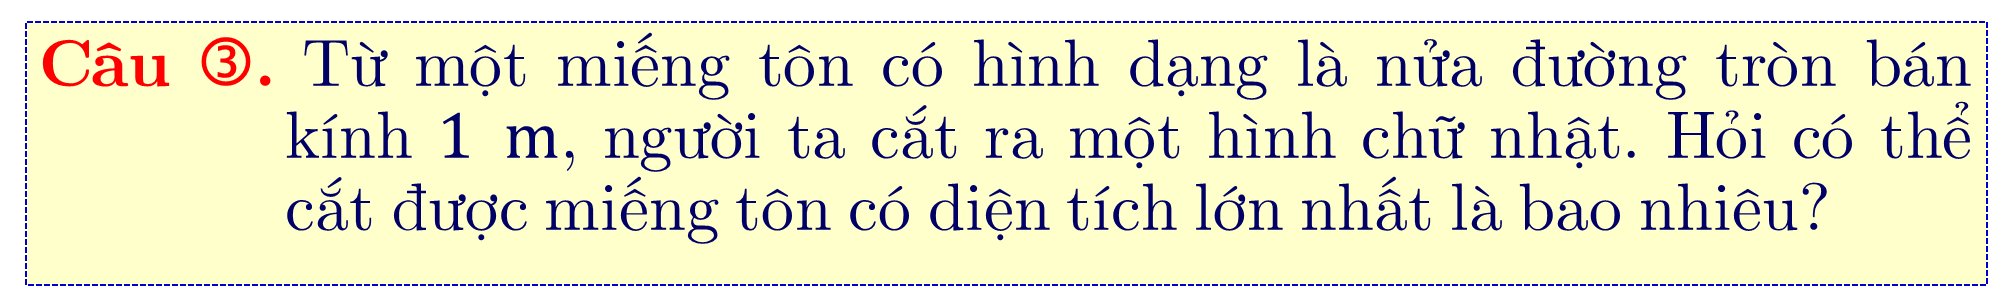 Câu ③. Từ một miếng tôn có hình dạng là nửa đường tròn bán
kính 1 m, người ta cắt ra một hình chữ nhật. Hỏi có thể
cắt được miếng tôn có diện tích lớn nhất là bao nhiêu?